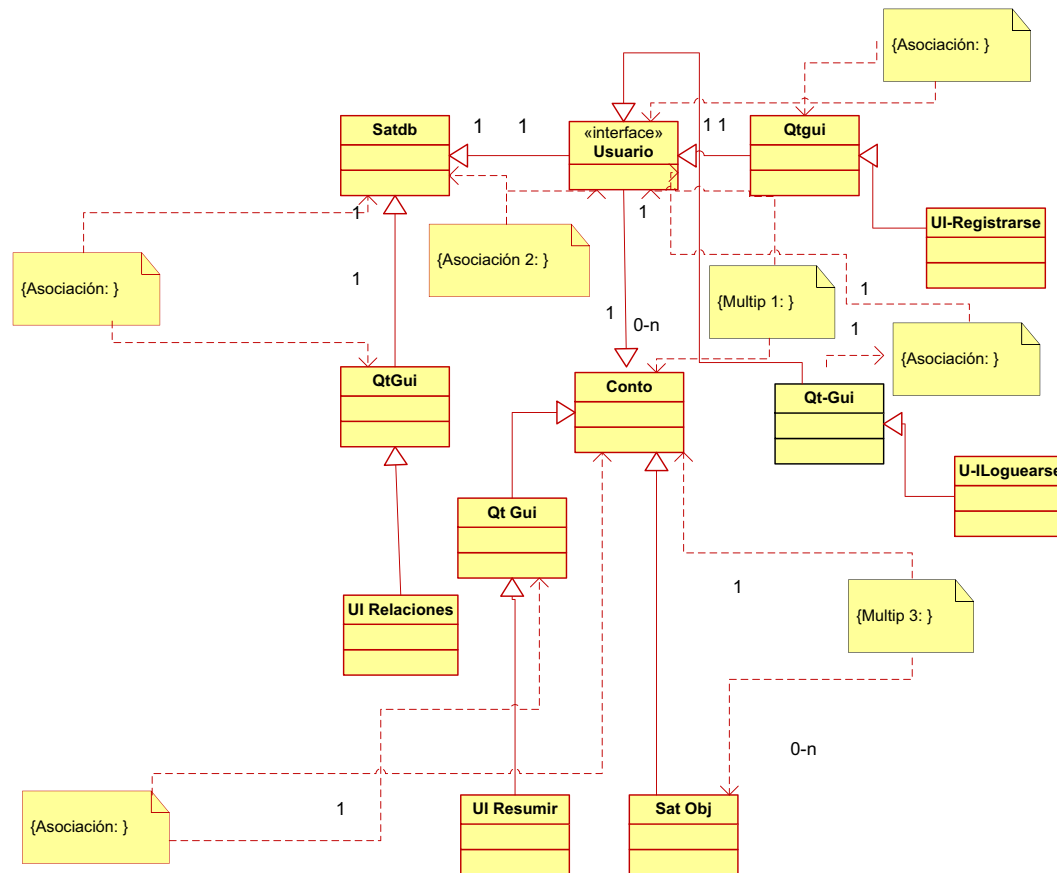 {Asociación: }
Satdb
1
1
«interface»
Usuario
1 1
Qtgui
1
1
UI-Registrarse
{Asociación 2: }
{Asociación: }
1
{Multip 1: }
1
1
0-n
1
{Asociación: }
QtGui
Conto
Qt-Gui
U-ILoguearse
Qt Gui
UI Relaciones
1
{Multip 3: }
0-n
{Asociación: }
1
UI Resumir
Sat Obj